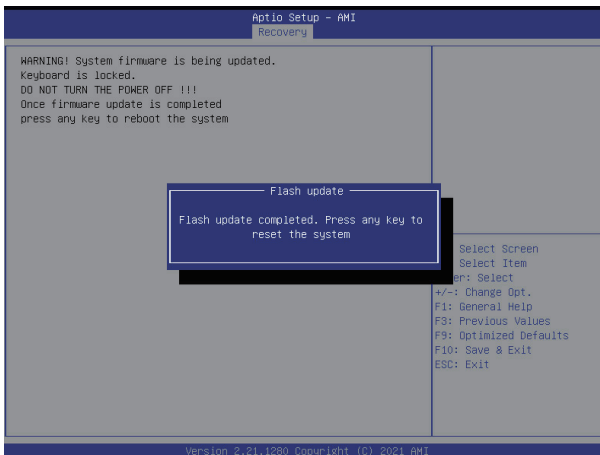 Aptio Setup - AMI
Recovery
WARNING! System firmware is being updated.
Keyboard is locked.
DO NOT TURN THE POWER OFF !!!
Once firmware update is completed
press any key to reboot the system
Flash update
Flash update completed. Press any key to
reset the system
Select Screen
Select Item
er: Select
+/-: Change Opt.
F1: General Help
F3: Previous Values
F9: Optimized Defaults
F10: Save & Exit
ESC: Exit
Version 2.21.1280 Copyright (C) 2021 AMI